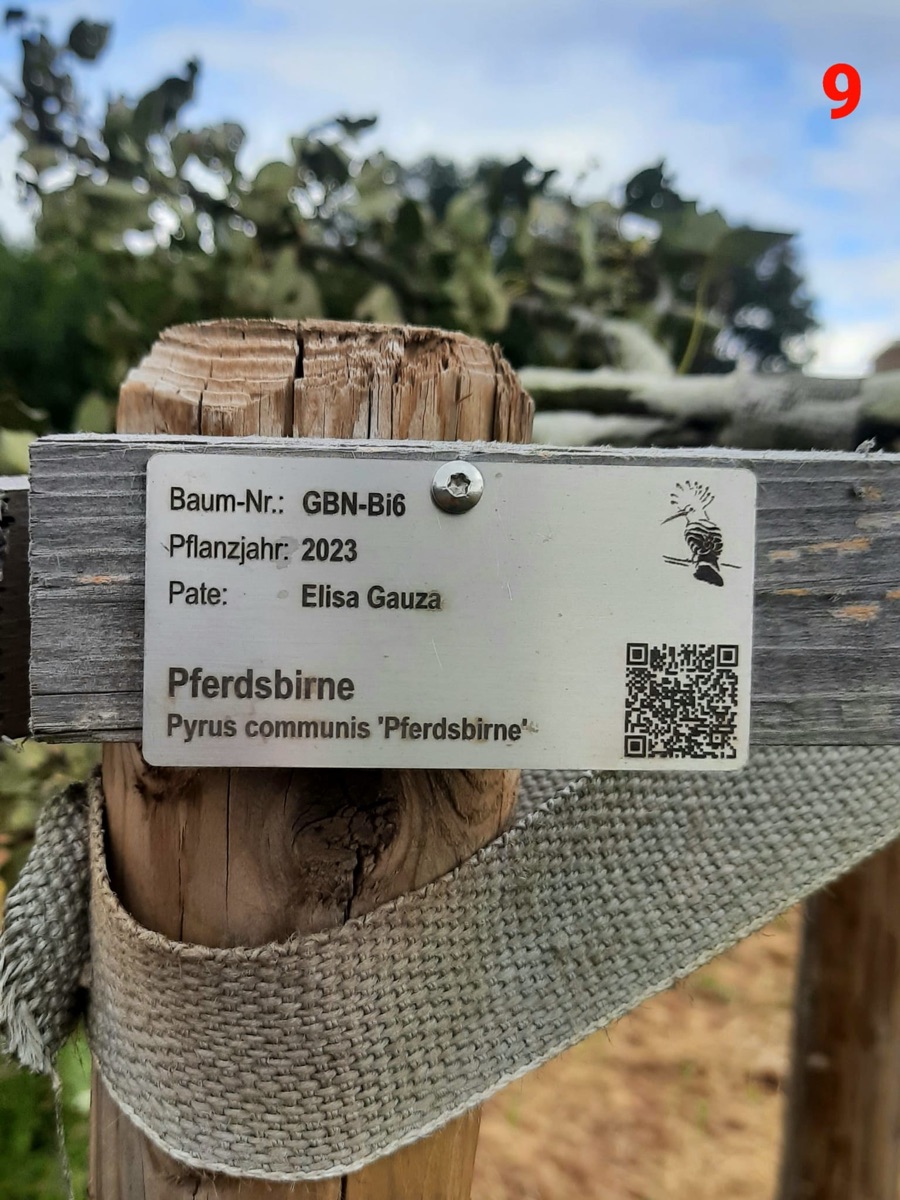 9
Baum-Nr.: GBN-Bi6
Pflanzjahr: 2023
Pate: Elisa Gauza
Pferdsbirne
Pyrus communis 'Pferdsbirne'